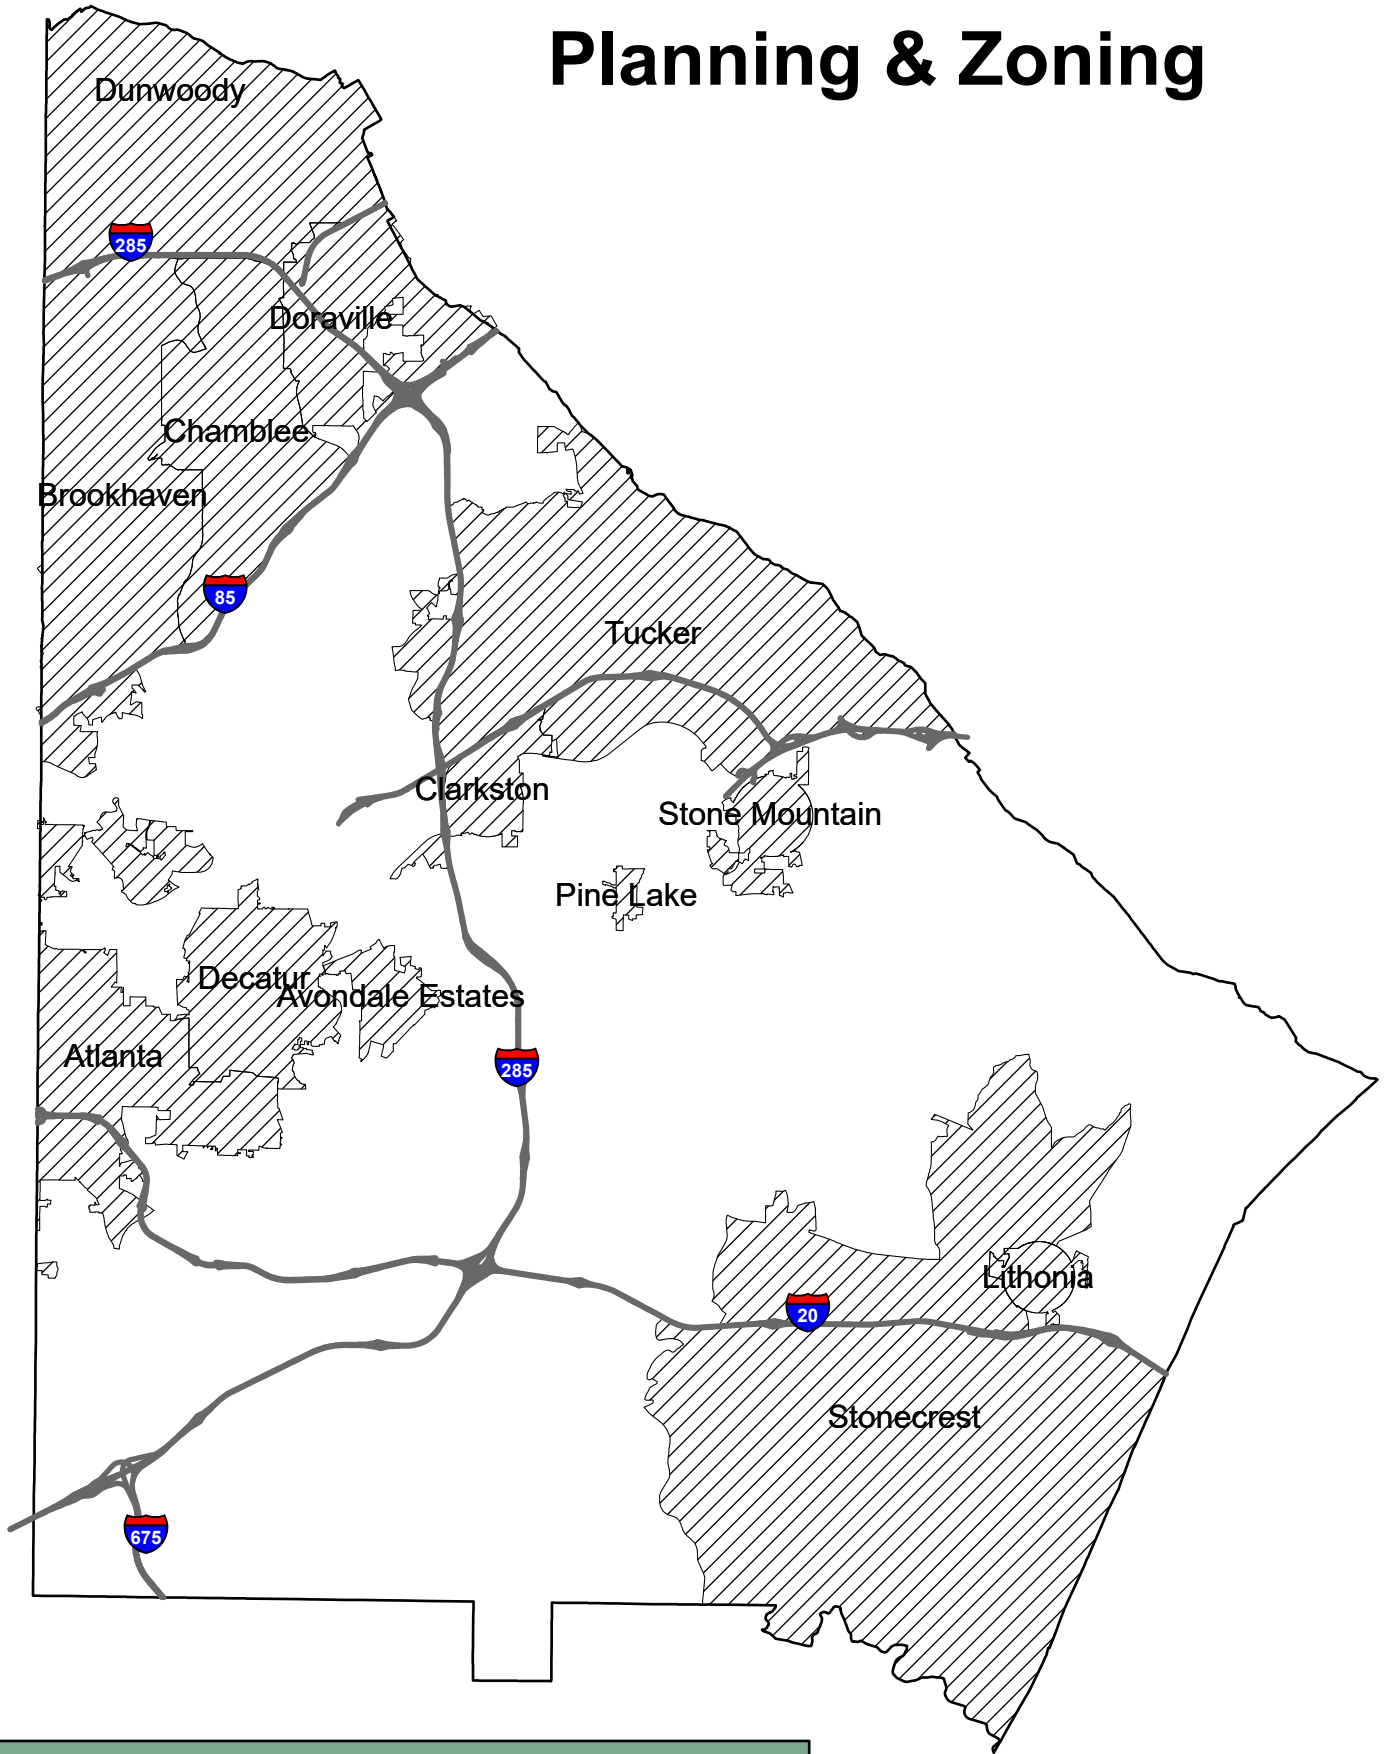 Planning & Zoning
Dunwoody
285
Doraville
Chamblee
Brookhaven
85
Tucker
Clarkston
Stone Mountain
Pine Lake
Decatur
Avondale Estates
Atlanta
285
Lithonia
20
Stonecrest
675